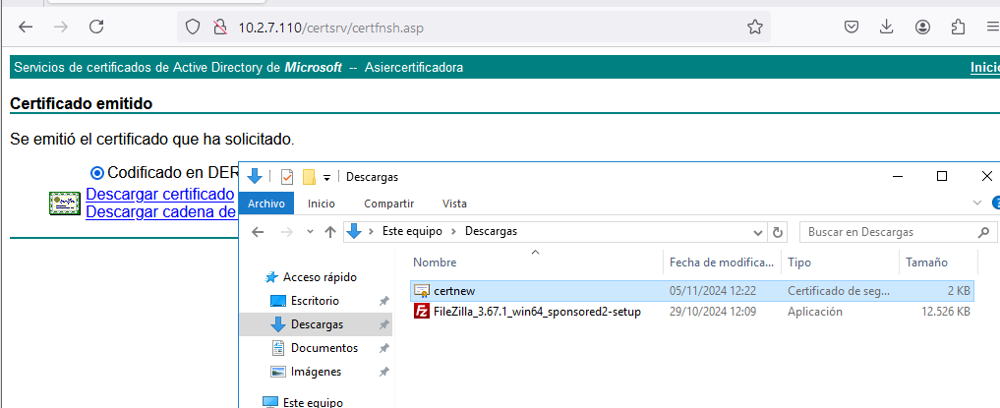 10.2.7.110/certsrv/certfnsh.asp
Servicios de certificados de Active Directory de Microsoft -- Asiercertificadora
Inicio
Certificado emitido
Se emitió el certificado que ha solicitado.
Codificado en DER
Descargar certificado
Descargar cadena de
Descargas
Archivo Inicio Compartir Vista
Este equipo > Descargas
Buscar en Descargas
Nombre Fecha de modifica... Tipo Tamaño
Acceso rápido
Escritorio
Descargas
Documentos
Imágenes
Este equipo
certnew 05/11/2024 12:22 Certificado de seg... 2 KB
FileZilla_3.67.1_win64_sponsored2-setup 29/10/2024 12:09 Aplicación 12.526 KB